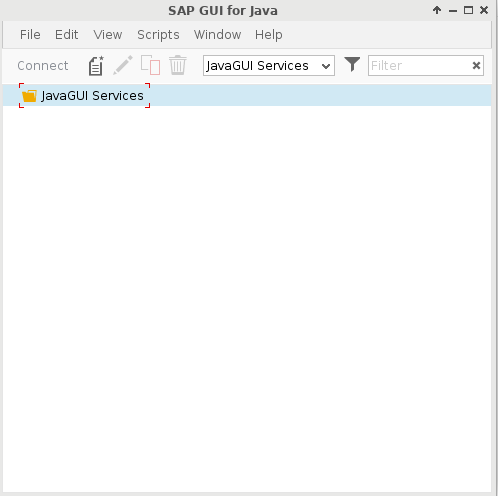 SAP GUI for Java
File Edit View Scripts Window Help
Connect JavaGUI Services Filter
JavaGUI Services